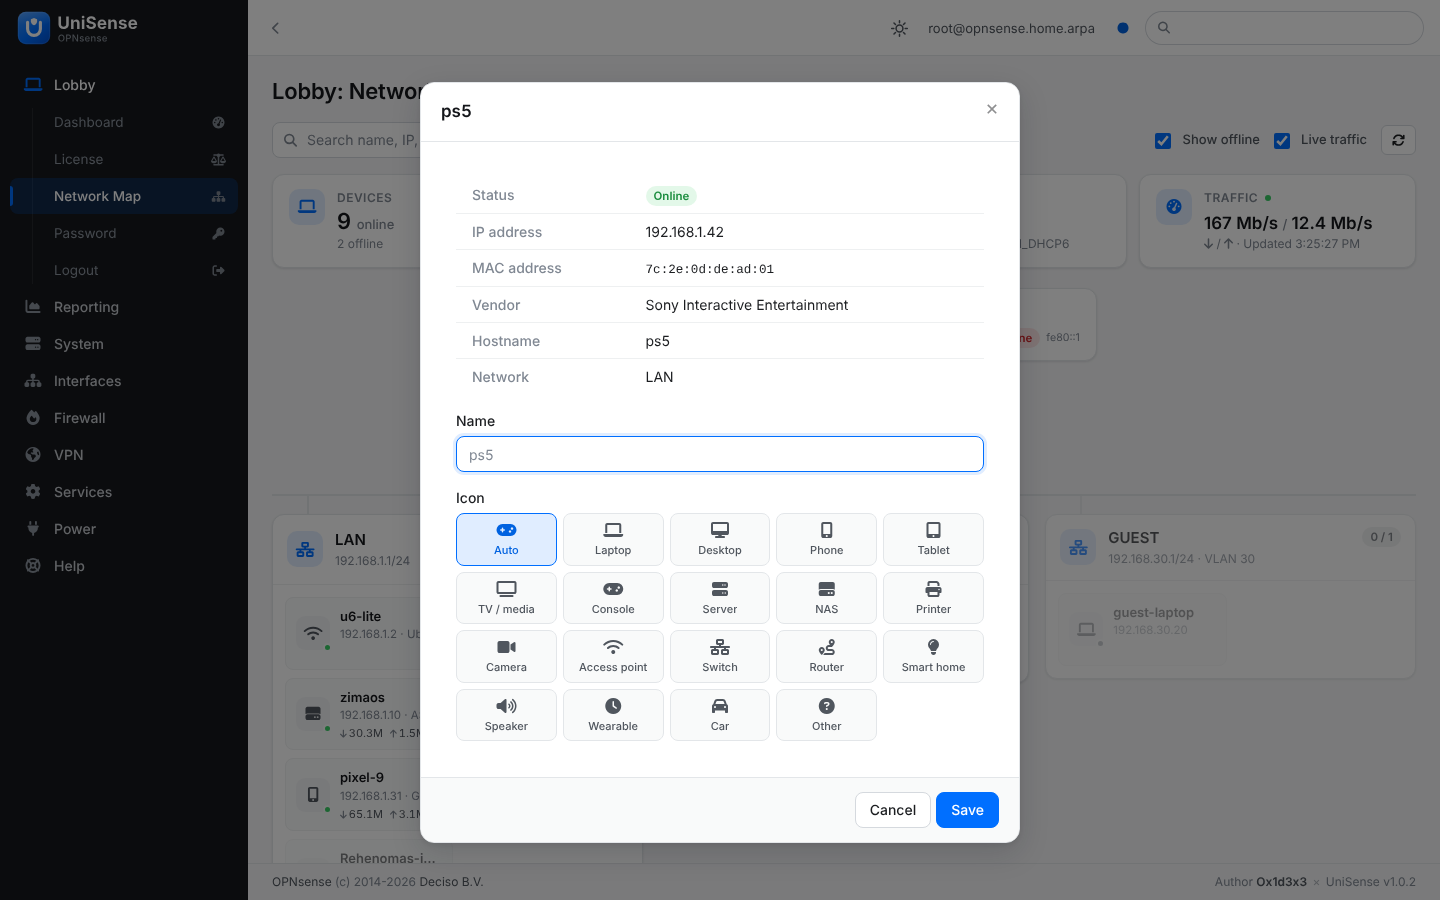 UniSense
OPNsense
root@opnsense.home.arpa
Lobby
Dashboard
License
Network Map
Password
Logout
Reporting
System
Interfaces
Firewall
VPN
Services
Power
Help
Lobby:
Search name, IP,
Show offline
Live traffic
DEVICES
9 online
2 offline
_DHCP6
TRAFFIC
167 Mb/s / 12.4 Mb/s
↓ / ↑ · Updated 3:25:27 PM
fe80::1
ps5
×
Status Online
IP address 192.168.1.42
MAC address 7c:2e:0d:de:ad:01
Vendor Sony Interactive Entertainment
Hostname ps5
Network LAN
Name
ps5
Icon
Auto Laptop Desktop Phone Tablet
TV / media Console Server NAS Printer
Camera Access point Switch Router Smart home
Speaker Wearable Car Other
Cancel Save
LAN
192.168.1.1/24
u6-lite
192.168.1.2 ·
zimaos
192.168.1.10 ·
↓30.3M
pixel-9
192.168.1.31 ·
↓65.1M
Rehenomas-i...
GUEST
192.168.30.1/24 · VLAN 30
0 / 1
guest-laptop
192.168.30.20
OPNsense (c) 2014-2026 Deciso B.V.
Author Ox1d3x3 × UniSense v1.0.2